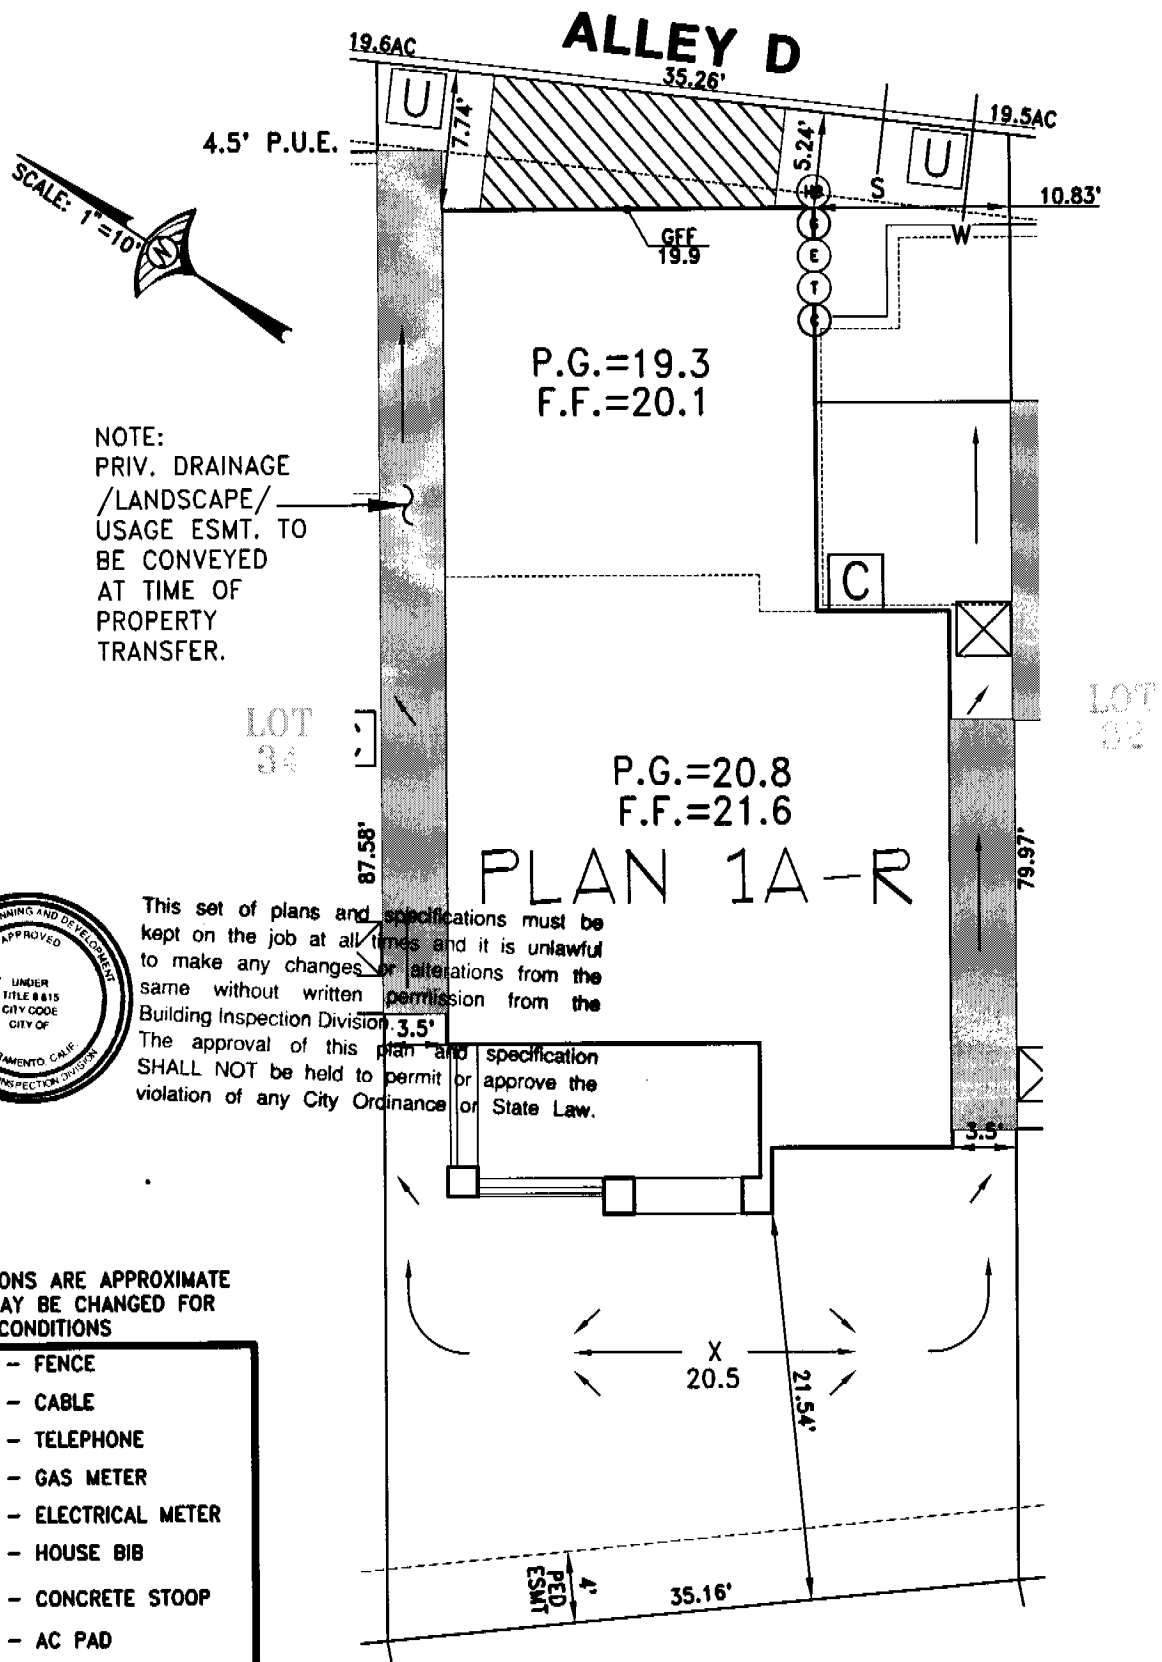 ALLEY D
19.6AC
35.26'
19.5AC
U
7.74'
5.24'
U
4.5' P.U.E.
HB
S
10.83'
SCALE: 1"=10'
N
GFF
19.9
W
E
T
P.G.=19.3
F.F.=20.1
NOTE:
PRIV. DRAINAGE
/LANDSCAPE/
USAGE ESMT. TO
BE CONVEYED
AT TIME OF
PROPERTY
TRANSFER.
C
LOT
34
LOT
P.G.=20.8
F.F.=21.6
87.58'
79.97'
PLAN 1A-R
NNING AND DEVELOPMENT
APPROVED
UNDER
TITLE 8 & 15
CITY CODE
CITY OF
RAMENTO, CALIF.
INSPECTION DIVISION
This set of plans and specifications must be
kept on the job at all times and it is unlawful
to make any changes or alterations from the
same without written permission from the
Building Inspection Division.
3.5'
The approval of this plan and specification
SHALL NOT be held to permit or approve the
violation of any City Ordinance or State Law.
3.5'
ONS ARE APPROXIMATE
AY BE CHANGED FOR
CONDITIONS
X
20.5
21.54'
- FENCE
- CABLE
- TELEPHONE
- GAS METER
- ELECTRICAL METER
- HOUSE BIB
- CONCRETE STOOP
- AC PAD
4'
PED
ESMT
35.16'